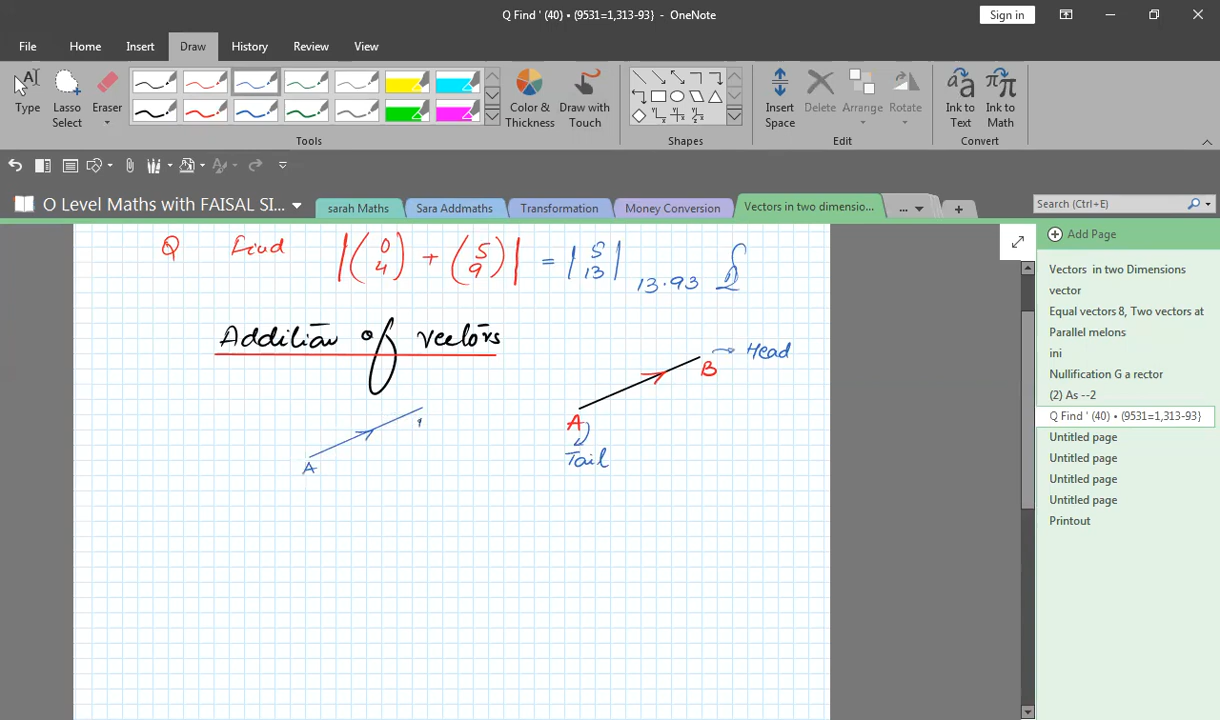 Q Find ' (40) • (9531=1,313-93} - OneNote
Sign in
File Home Insert Draw History Review View
Type Lasso Select Eraser Color & Thickness Draw with Touch Insert Space Delete Arrange Rotate Ink to Text Ink to Math
Tools Shapes Edit Convert
O Level Maths with FAISAL SI... sarah Maths Sara Addmaths Transformation Money Conversion Vectors in two dimensio... ... Search (Ctrl+E)
Add Page
Vectors in two Dimensions
vector
Equal vectors 8, Two vectors at
Parallel melons
ini
Nullification G a rector
(2) As --2
Q Find ' (40) • (9531=1,313-93}
Untitled page
Untitled page
Untitled page
Untitled page
Printout
Q Find |(0 4) + (5 9)| = |5 13| 13.93
Addition of vectors
Head
B
A
Tail
A